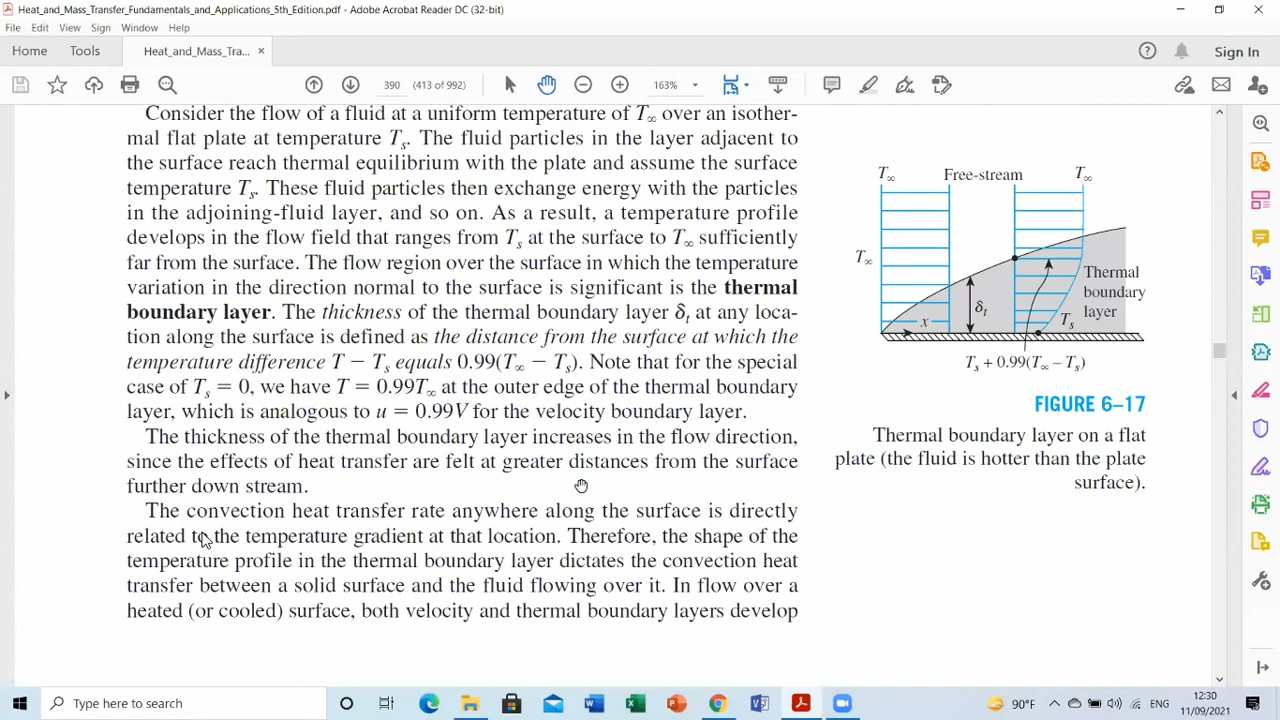 Heat_and_Mass_Transfer_Fundamentals_and_Applications_5th_Edition.pdf - Adobe Acrobat Reader DC (32-bit)
File Edit View Sign Window Help
Home Tools Heat_and_Mass_Tra... × Sign In
390 (413 of 992) 163%
Consider the flow of a fluid at a uniform temperature of T∞ over an isother-
mal flat plate at temperature Ts. The fluid particles in the layer adjacent to
the surface reach thermal equilibrium with the plate and assume the surface
temperature Ts. These fluid particles then exchange energy with the particles
in the adjoining-fluid layer, and so on. As a result, a temperature profile
develops in the flow field that ranges from Ts at the surface to T∞ sufficiently
far from the surface. The flow region over the surface in which the temperature
variation in the direction normal to the surface is significant is the thermal
boundary layer. The thickness of the thermal boundary layer δt at any loca-
tion along the surface is defined as the distance from the surface at which the
temperature difference T − Ts equals 0.99(T∞ − Ts). Note that for the special
case of Ts = 0, we have T = 0.99T∞ at the outer edge of the thermal boundary
layer, which is analogous to u = 0.99V for the velocity boundary layer.
The thickness of the thermal boundary layer increases in the flow direction,
since the effects of heat transfer are felt at greater distances from the surface
further down stream.
The convection heat transfer rate anywhere along the surface is directly
related to the temperature gradient at that location. Therefore, the shape of the
temperature profile in the thermal boundary layer dictates the convection heat
transfer between a solid surface and the fluid flowing over it. In flow over a
heated (or cooled) surface, both velocity and thermal boundary layers develop
T∞ Free-stream T∞
T∞
Thermal
boundary
layer
δt
x
Ts
Ts + 0.99(T∞ − Ts)
FIGURE 6–17
Thermal boundary layer on a flat
plate (the fluid is hotter than the plate
surface).
Type here to search
90°F ENG
12:30
11/09/2021